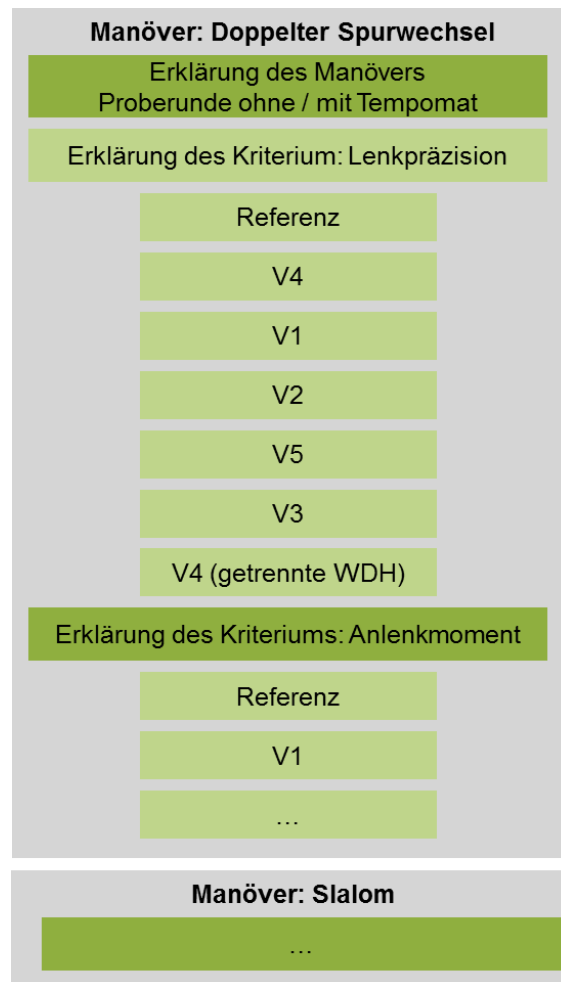 Manöver: Doppelter Spurwechsel
Erklärung des Manövers
Proberunde ohne / mit Tempomat
Erklärung des Kriterium: Lenkpräzision
Referenz
V4
V1
V2
V5
V3
V4 (getrennte WDH)
Erklärung des Kriteriums: Anlenkmoment
Referenz
V1
…
Manöver: Slalom
…